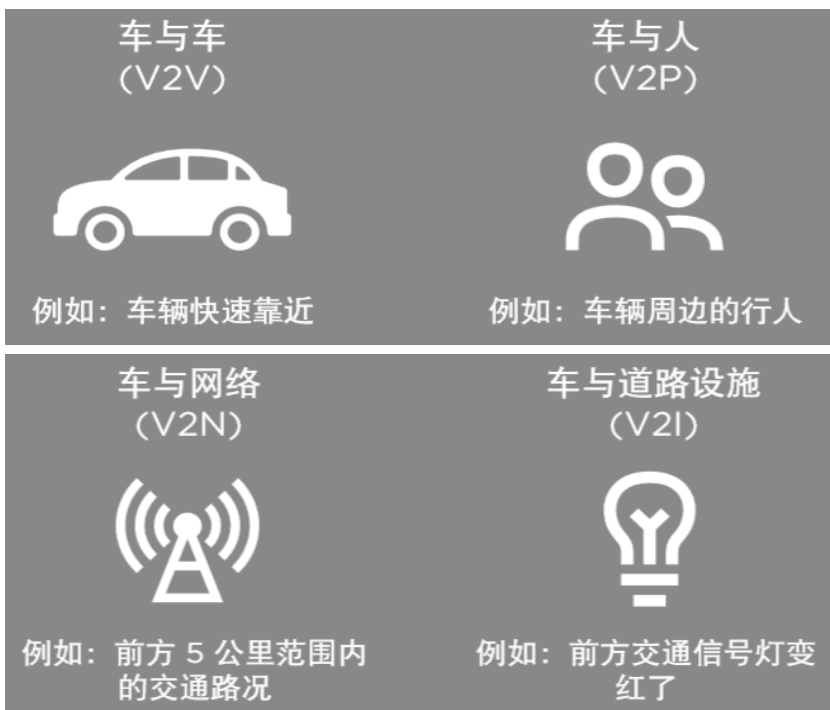 车与车
(V2V)
例如：车辆快速靠近
车与人
(V2P)
例如：车辆周边的行人
车与网络
(V2N)
例如：前方 5 公里范围内
的交通路况
车与道路设施
(V2I)
例如：前方交通信号灯变
红了